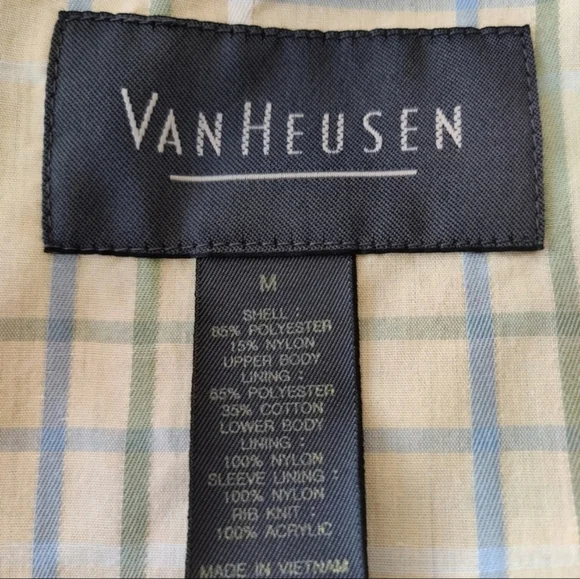 VAN HEUSEN
M
SHELL :
85% POLYESTER
15% NYLON
UPPER BODY
LINING :
65% POLYESTER
35% COTTON
LOWER BODY
LINING :
100% NYLON
SLEEVE LINING :
100% NYLON
RIB KNIT :
100% ACRYLIC
MADE IN VIETNAM